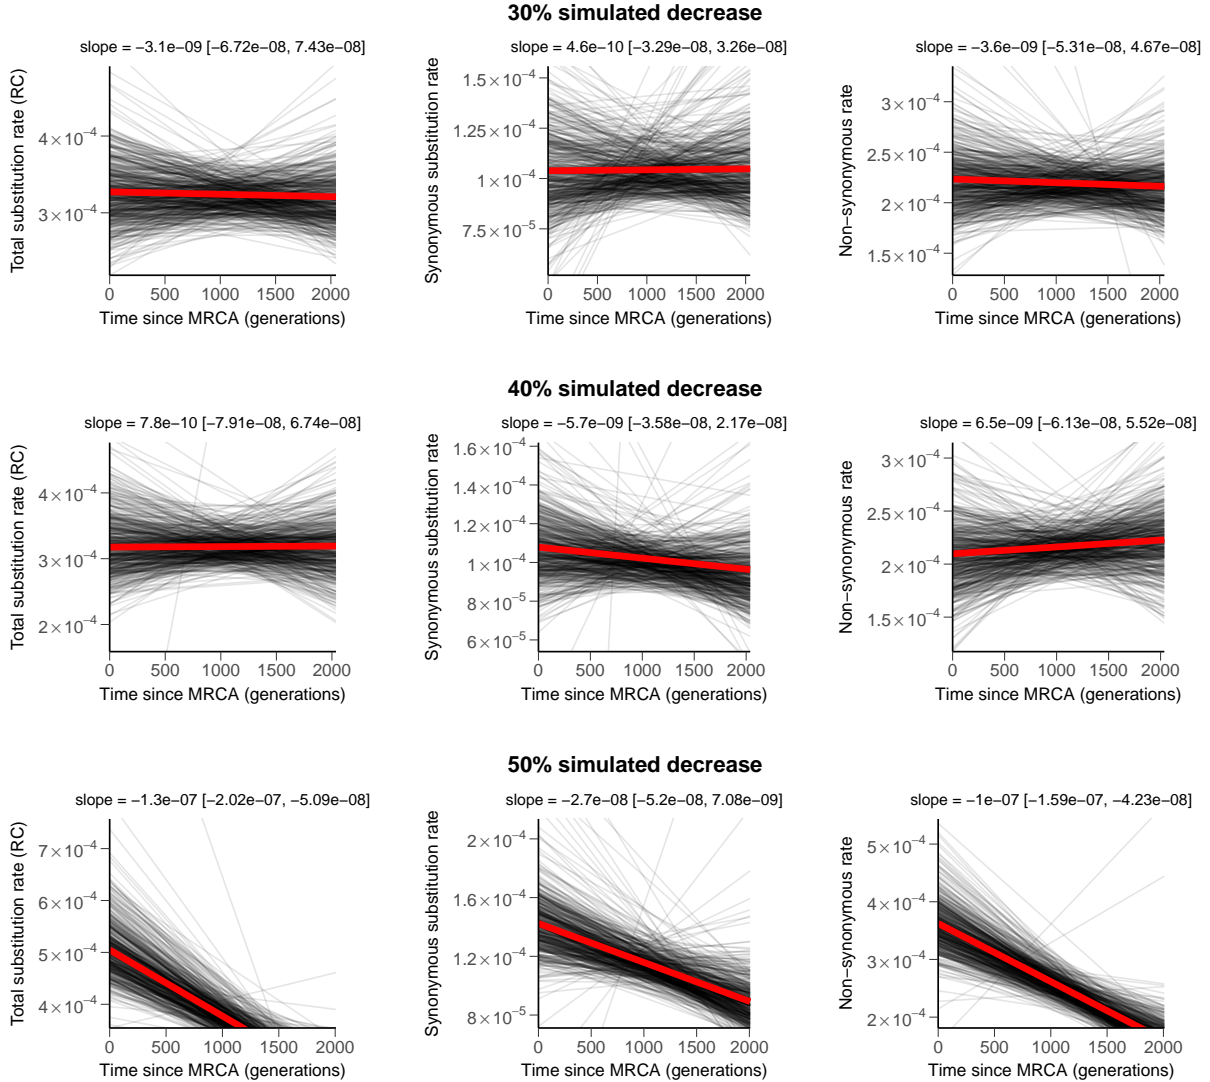 30% simulated decrease
slope = −3.1e−09 [−6.72e−08, 7.43e−08]
Total substitution rate (RC)
4×10⁻⁴
3×10⁻⁴
0 500 1000 1500 2000
Time since MRCA (generations)
slope = 4.6e−10 [−3.29e−08, 3.26e−08]
Synonymous substitution rate
1.5×10⁻⁴
1.25×10⁻⁴
1×10⁻⁴
7.5×10⁻⁵
0 500 1000 1500 2000
Time since MRCA (generations)
slope = −3.6e−09 [−5.31e−08, 4.67e−08]
Non−synonymous rate
3×10⁻⁴
2.5×10⁻⁴
2×10⁻⁴
1.5×10⁻⁴
0 500 1000 1500 2000
Time since MRCA (generations)
40% simulated decrease
slope = 7.8e−10 [−7.91e−08, 6.74e−08]
Total substitution rate (RC)
4×10⁻⁴
3×10⁻⁴
2×10⁻⁴
0 500 1000 1500 2000
Time since MRCA (generations)
slope = −5.7e−09 [−3.58e−08, 2.17e−08]
Synonymous substitution rate
1.6×10⁻⁴
1.4×10⁻⁴
1.2×10⁻⁴
1×10⁻⁴
8×10⁻⁵
6×10⁻⁵
0 500 1000 1500 2000
Time since MRCA (generations)
slope = 6.5e−09 [−6.13e−08, 5.52e−08]
Non−synonymous rate
3×10⁻⁴
2.5×10⁻⁴
2×10⁻⁴
1.5×10⁻⁴
0 500 1000 1500 2000
Time since MRCA (generations)
50% simulated decrease
slope = −1.3e−07 [−2.02e−07, −5.09e−08]
Total substitution rate (RC)
7×10⁻⁴
6×10⁻⁴
5×10⁻⁴
4×10⁻⁴
0 500 1000 1500 2000
Time since MRCA (generations)
slope = −2.7e−08 [−5.2e−08, 7.08e−09]
Synonymous substitution rate
2×10⁻⁴
1.6×10⁻⁴
1.2×10⁻⁴
8×10⁻⁵
0 500 1000 1500 2000
Time since MRCA (generations)
slope = −1e−07 [−1.59e−07, −4.23e−08]
Non−synonymous rate
5×10⁻⁴
4×10⁻⁴
3×10⁻⁴
2×10⁻⁴
0 500 1000 1500 2000
Time since MRCA (generations)